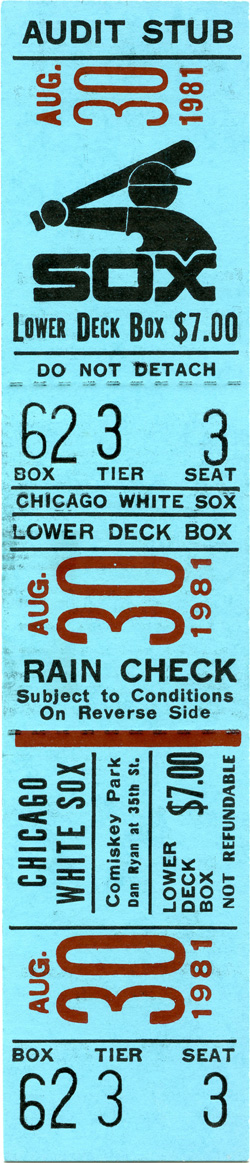 AUDIT STUB
AUG. 30 1981
SOX
LOWER DECK BOX $7.00
DO NOT DETACH
62 3 3
BOX TIER SEAT
CHICAGO WHITE SOX
LOWER DECK BOX
AUG. 30 1981
RAIN CHECK
Subject to Conditions
On Reverse Side
CHICAGO
WHITE SOX
Comiskey Park
Dan Ryan at 35th St.
LOWER
DECK
BOX
$7.00
NOT REFUNDABLE
AUG. 30 1981
BOX TIER SEAT
62 3 3